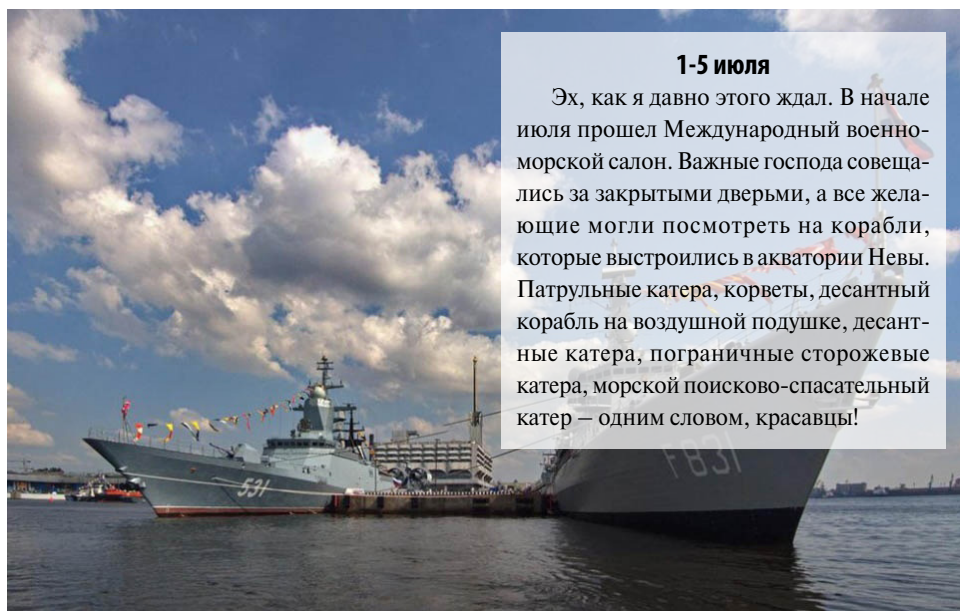 1-5 июля
Эх, как я давно этого ждал. В начале
июля прошел Международный военно-
морской салон. Важные господа совеща-
лись за закрытыми дверьми, а все жела-
ющие могли посмотреть на корабли,
которые выстроились в акватории Невы.
Патрульные катера, корветы, десантный
корабль на воздушной подушке, десант-
ные катера, пограничные сторожевые
катера, морской поисково-спасательный
катер – одним словом, красавцы!
531
F831